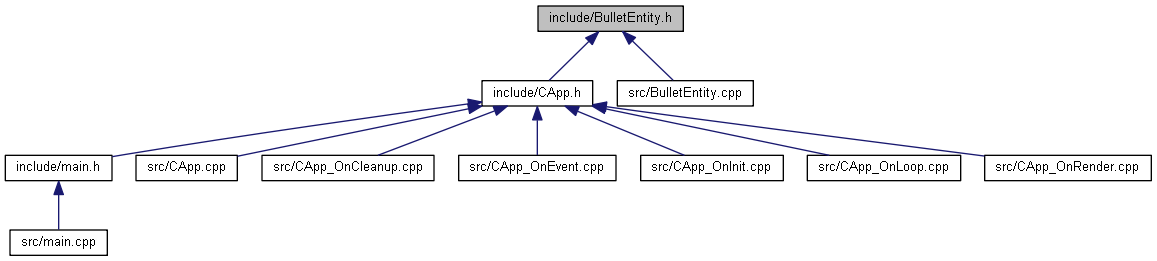 include/BulletEntity.h
include/CApp.h
src/BulletEntity.cpp
include/main.h
src/CApp.cpp
src/CApp_OnCleanup.cpp
src/CApp_OnEvent.cpp
src/CApp_OnInit.cpp
src/CApp_OnLoop.cpp
src/CApp_OnRender.cpp
src/main.cpp